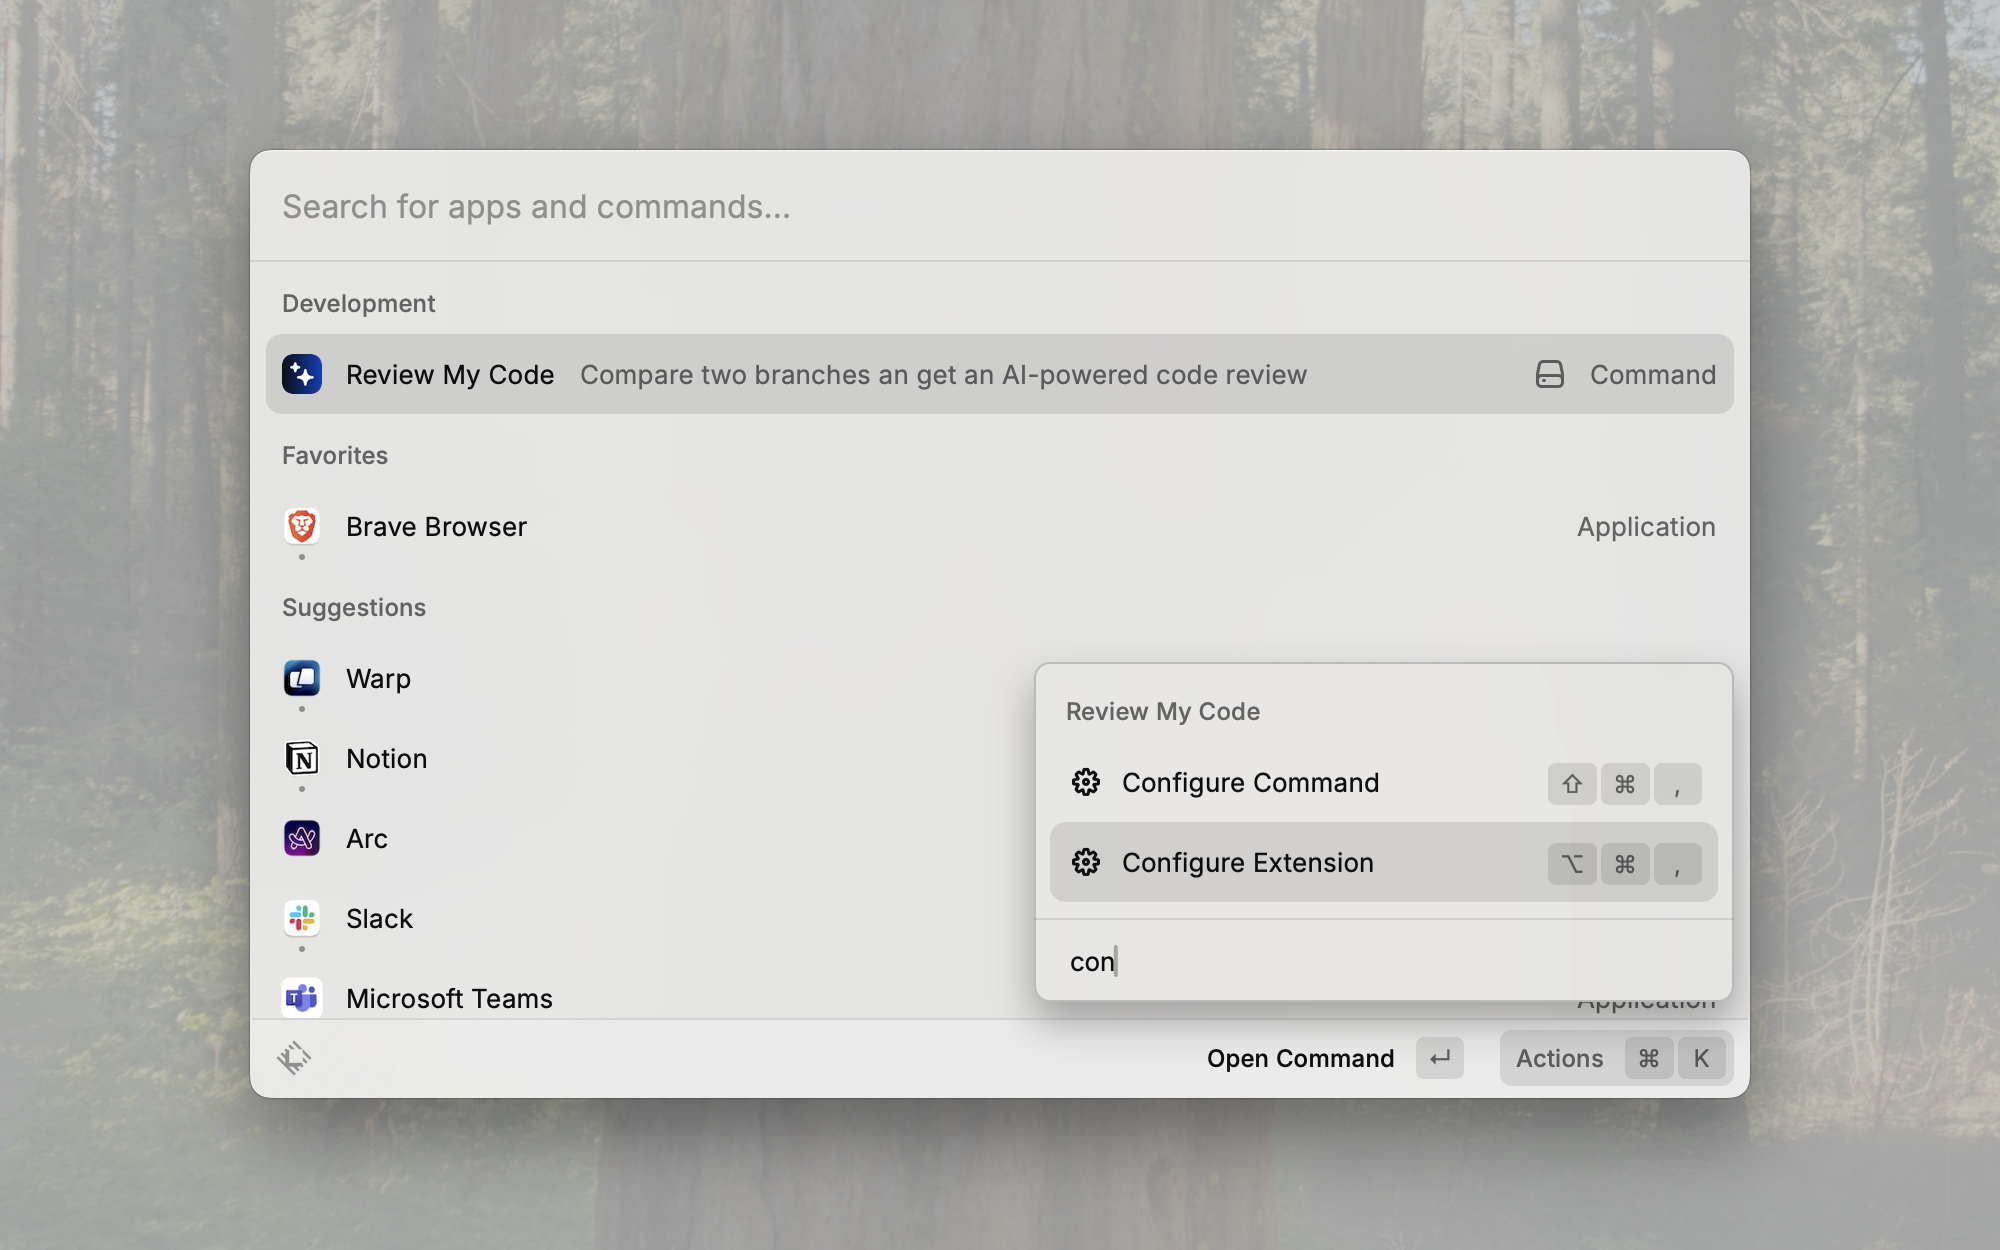 Search for apps and commands...
Development
Review My Code Compare two branches an get an AI-powered code review Command
Favorites
Brave Browser Application
Suggestions
Warp
Notion
Arc
Slack
Microsoft Teams Application
Review My Code
Configure Command ⇧ ⌘ ,
Configure Extension ⌥ ⌘ ,
con
Open Command ↵ Actions ⌘ K